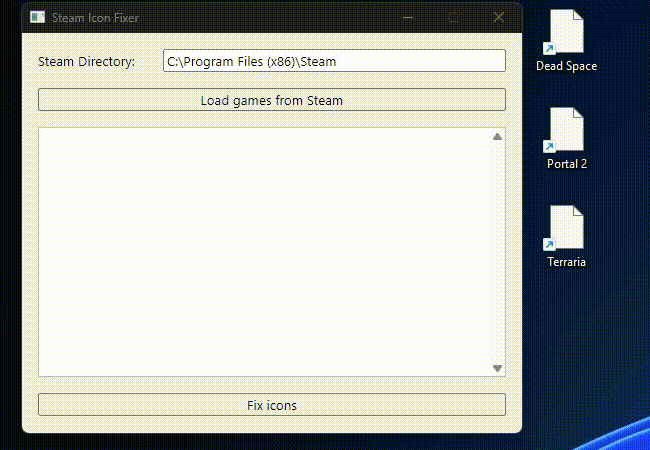 Steam Icon Fixer
Steam Directory:
C:\Program Files (x86)\Steam
Load games from Steam
Fix icons
Dead Space
Portal 2
Terraria